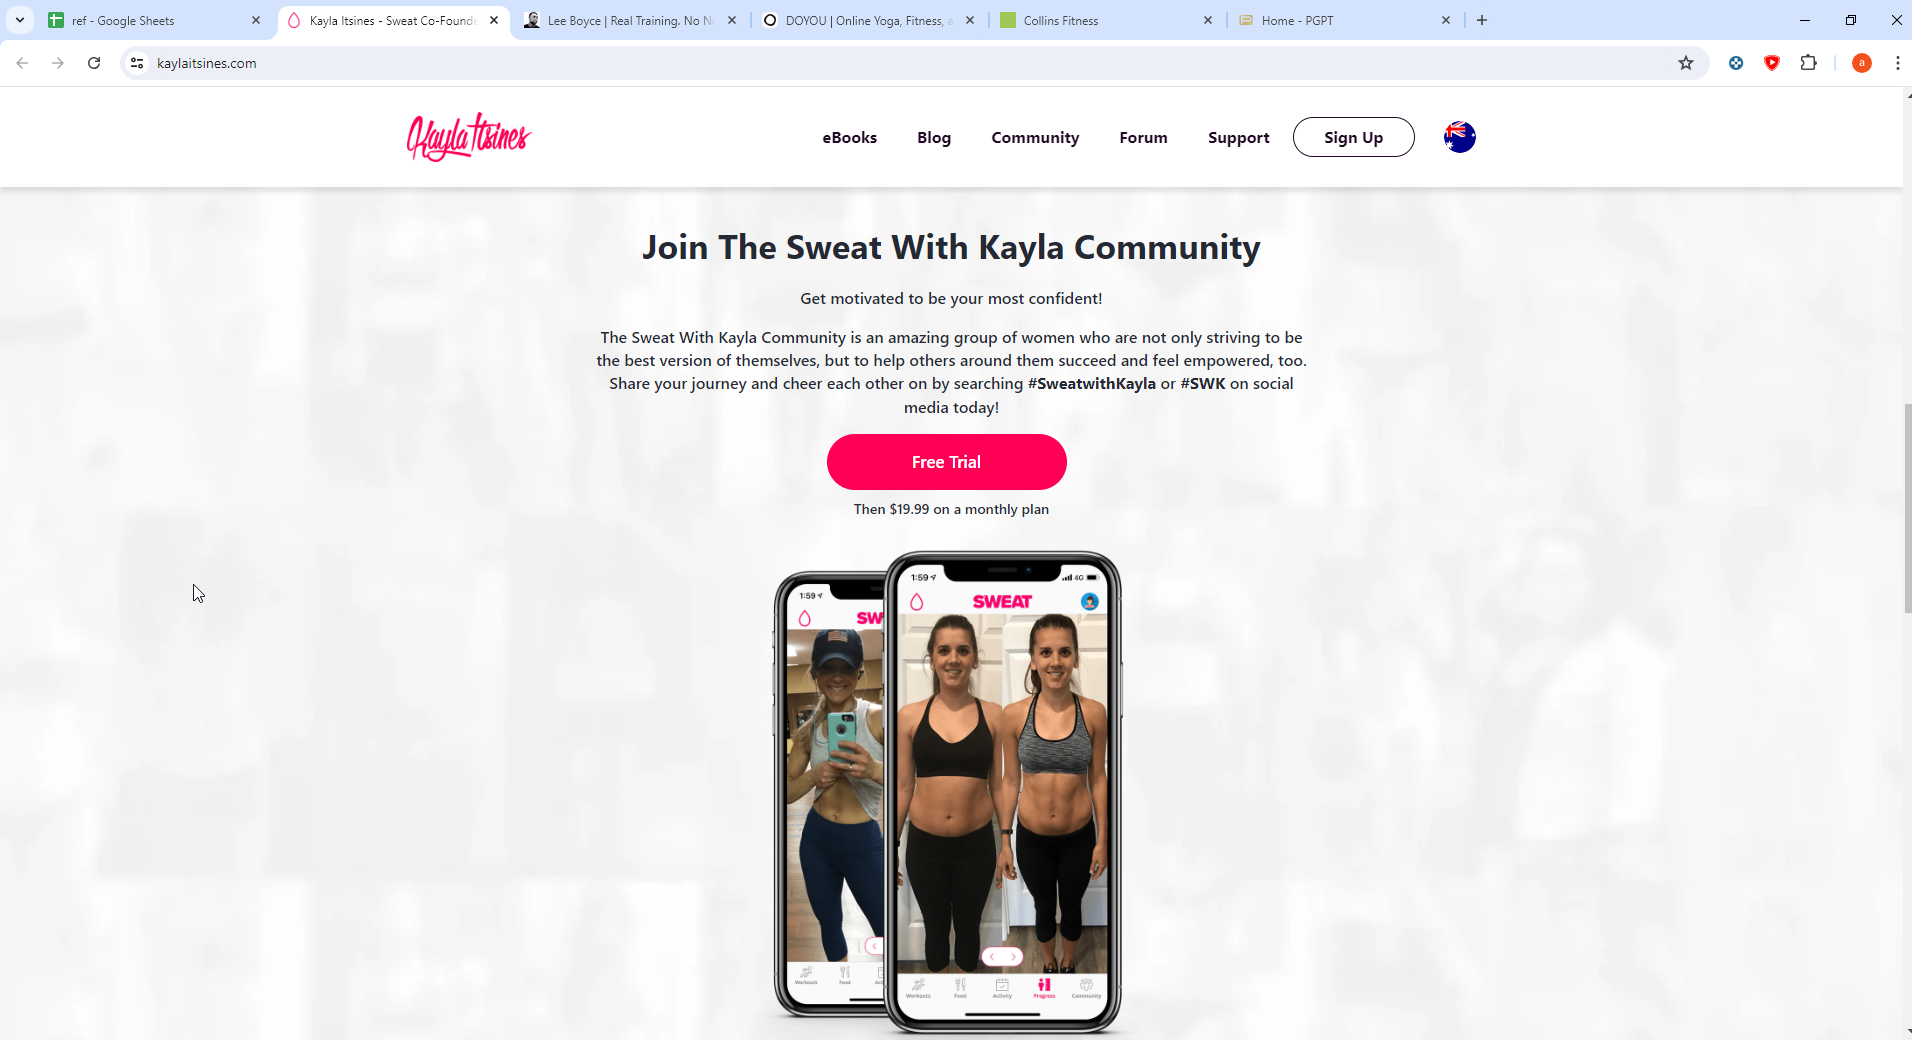 ref - Google Sheets
Kayla Itsines - Sweat Co-Founde
Lee Boyce | Real Training. No N
DOYOU | Online Yoga, Fitness, a
Collins Fitness
Home - PGPT
kaylaitsines.com
a
Kayla Itsines
eBooks
Blog
Community
Forum
Support
Sign Up
Join The Sweat With Kayla Community
Get motivated to be your most confident!
The Sweat With Kayla Community is an amazing group of women who are not only striving to be
the best version of themselves, but to help others around them succeed and feel empowered, too.
Share your journey and cheer each other on by searching #SweatwithKayla or #SWK on social
media today!
Free Trial
Then $19.99 on a monthly plan
1:59
SW
Workouts
Food
Act
1:59
4G
SWEAT
Workouts
Food
Activity
Progress
Community